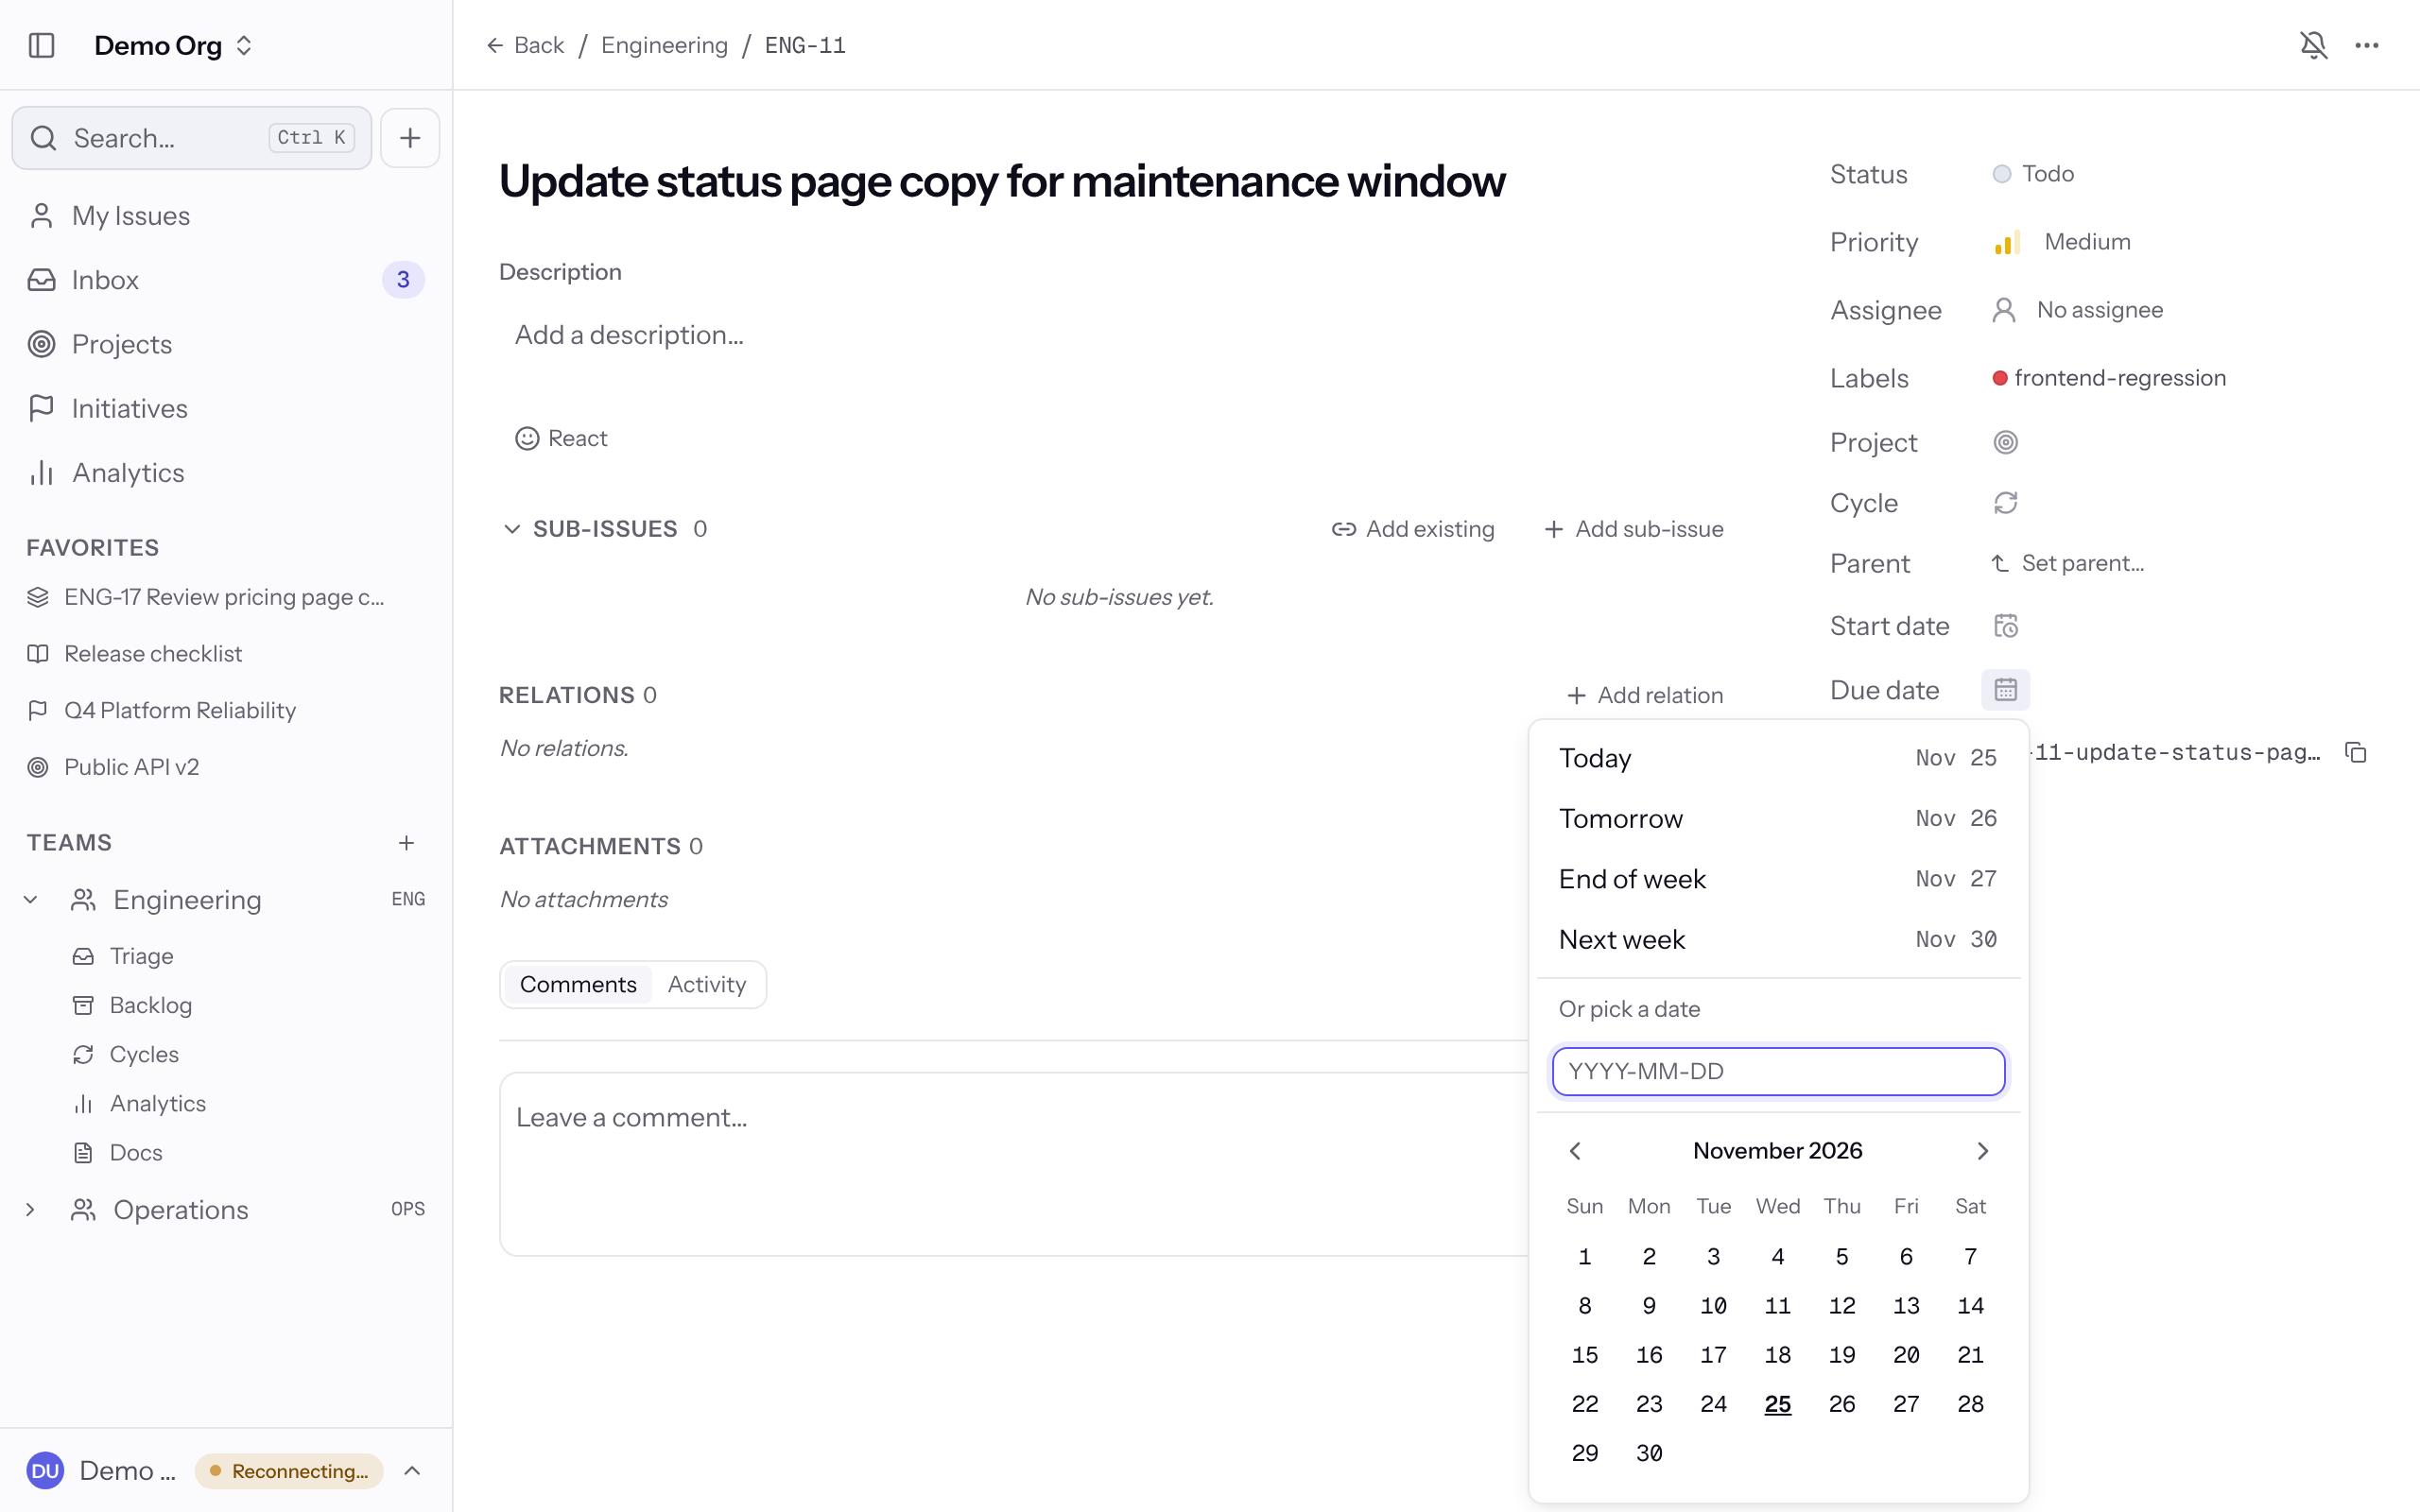 Demo Org
Search...
Ctrl K
My Issues
Inbox
3
Projects
Initiatives
Analytics
FAVORITES
ENG-17 Review pricing page c...
Release checklist
Q4 Platform Reliability
Public API v2
TEAMS
Engineering
ENG
Triage
Backlog
Cycles
Analytics
Docs
Operations
OPS
DU
Demo ...
Reconnecting...
Back / Engineering / ENG-11
Update status page copy for maintenance window
Description
Add a description...
React
SUB-ISSUES 0
Add existing
Add sub-issue
No sub-issues yet.
RELATIONS 0
Add relation
No relations.
ATTACHMENTS 0
No attachments
Comments
Activity
Leave a comment...
Status
Todo
Priority
Medium
Assignee
No assignee
Labels
frontend-regression
Project
Cycle
Parent
Set parent...
Start date
Due date
-11-update-status-pag...
Today Nov 25
Tomorrow Nov 26
End of week Nov 27
Next week Nov 30
Or pick a date
YYYY-MM-DD
November 2026
Sun Mon Tue Wed Thu Fri Sat
1 2 3 4 5 6 7
8 9 10 11 12 13 14
15 16 17 18 19 20 21
22 23 24 25 26 27 28
29 30